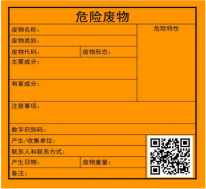 危险废物
废物名称：
危险特性
废物类别：
废物代码：
废物形态：
主要成分：
有害成分：
注意事项：
数字识别码：
产生/收集单位：
联系人和联系方式：
产生日期：
废物重量：
备注：